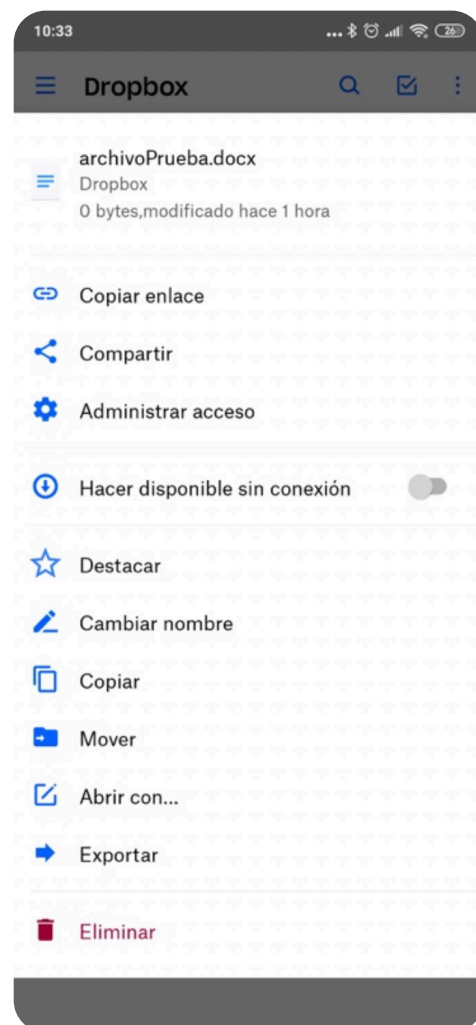 10:33
26
Dropbox
archivoPrueba.docx
Dropbox
0 bytes,modificado hace 1 hora
Copiar enlace
Compartir
Administrar acceso
Hacer disponible sin conexión
Destacar
Cambiar nombre
Copiar
Mover
Abrir con...
Exportar
Eliminar